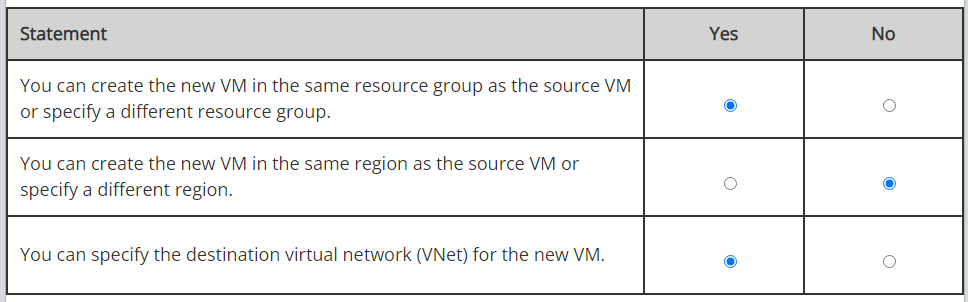 Statement Yes No
You can create the new VM in the same resource group as the source VM
or specify a different resource group.
You can create the new VM in the same region as the source VM or
specify a different region.
You can specify the destination virtual network (VNet) for the new VM.